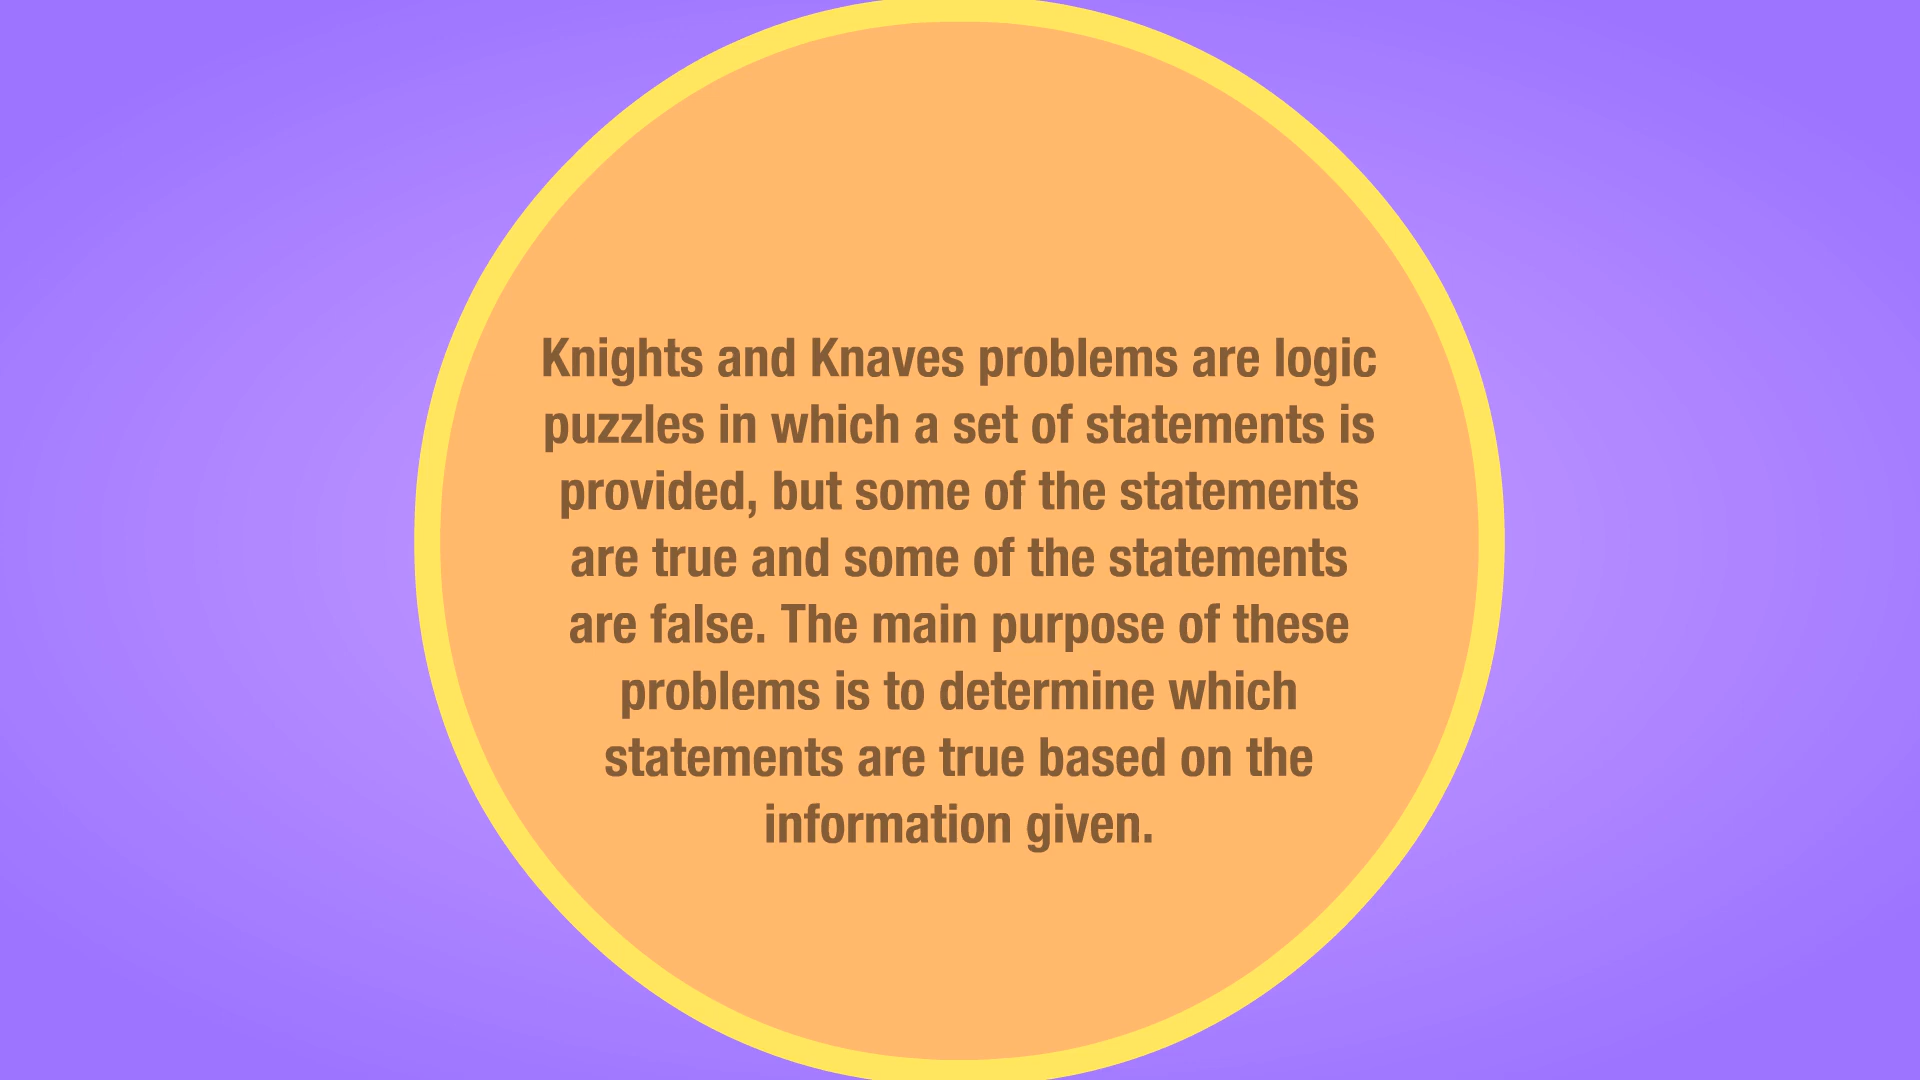 Knights and Knaves problems are logic
puzzles in which a set of statements is
provided, but some of the statements
are true and some of the statements
are false. The main purpose of these
problems is to determine which
statements are true based on the
information given.